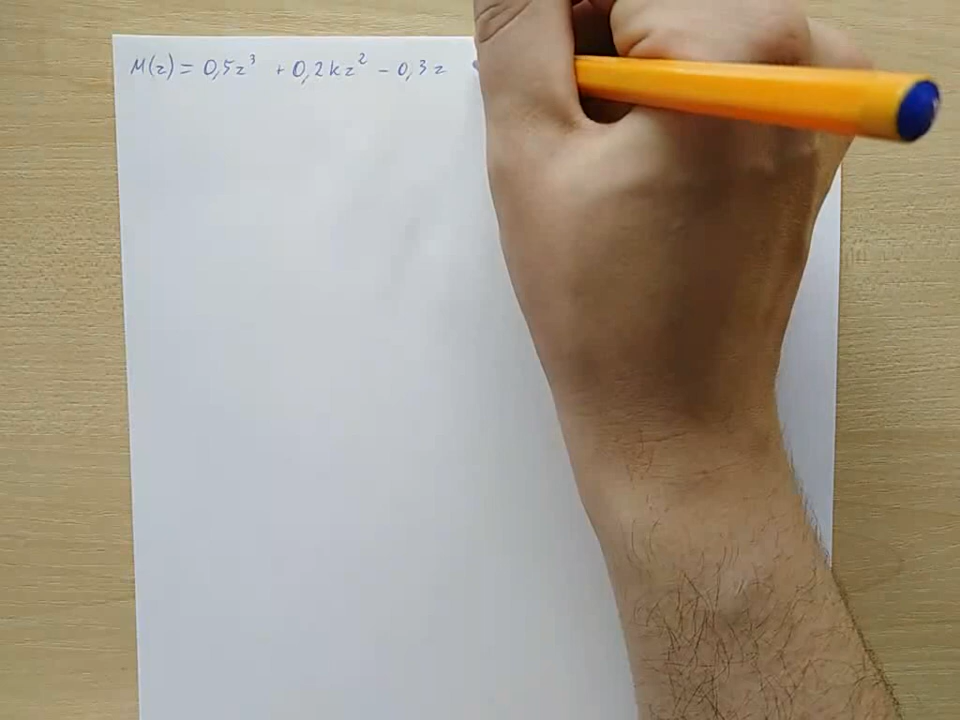 M(z) = 0,5z³ + 0,2kz² - 0,3z